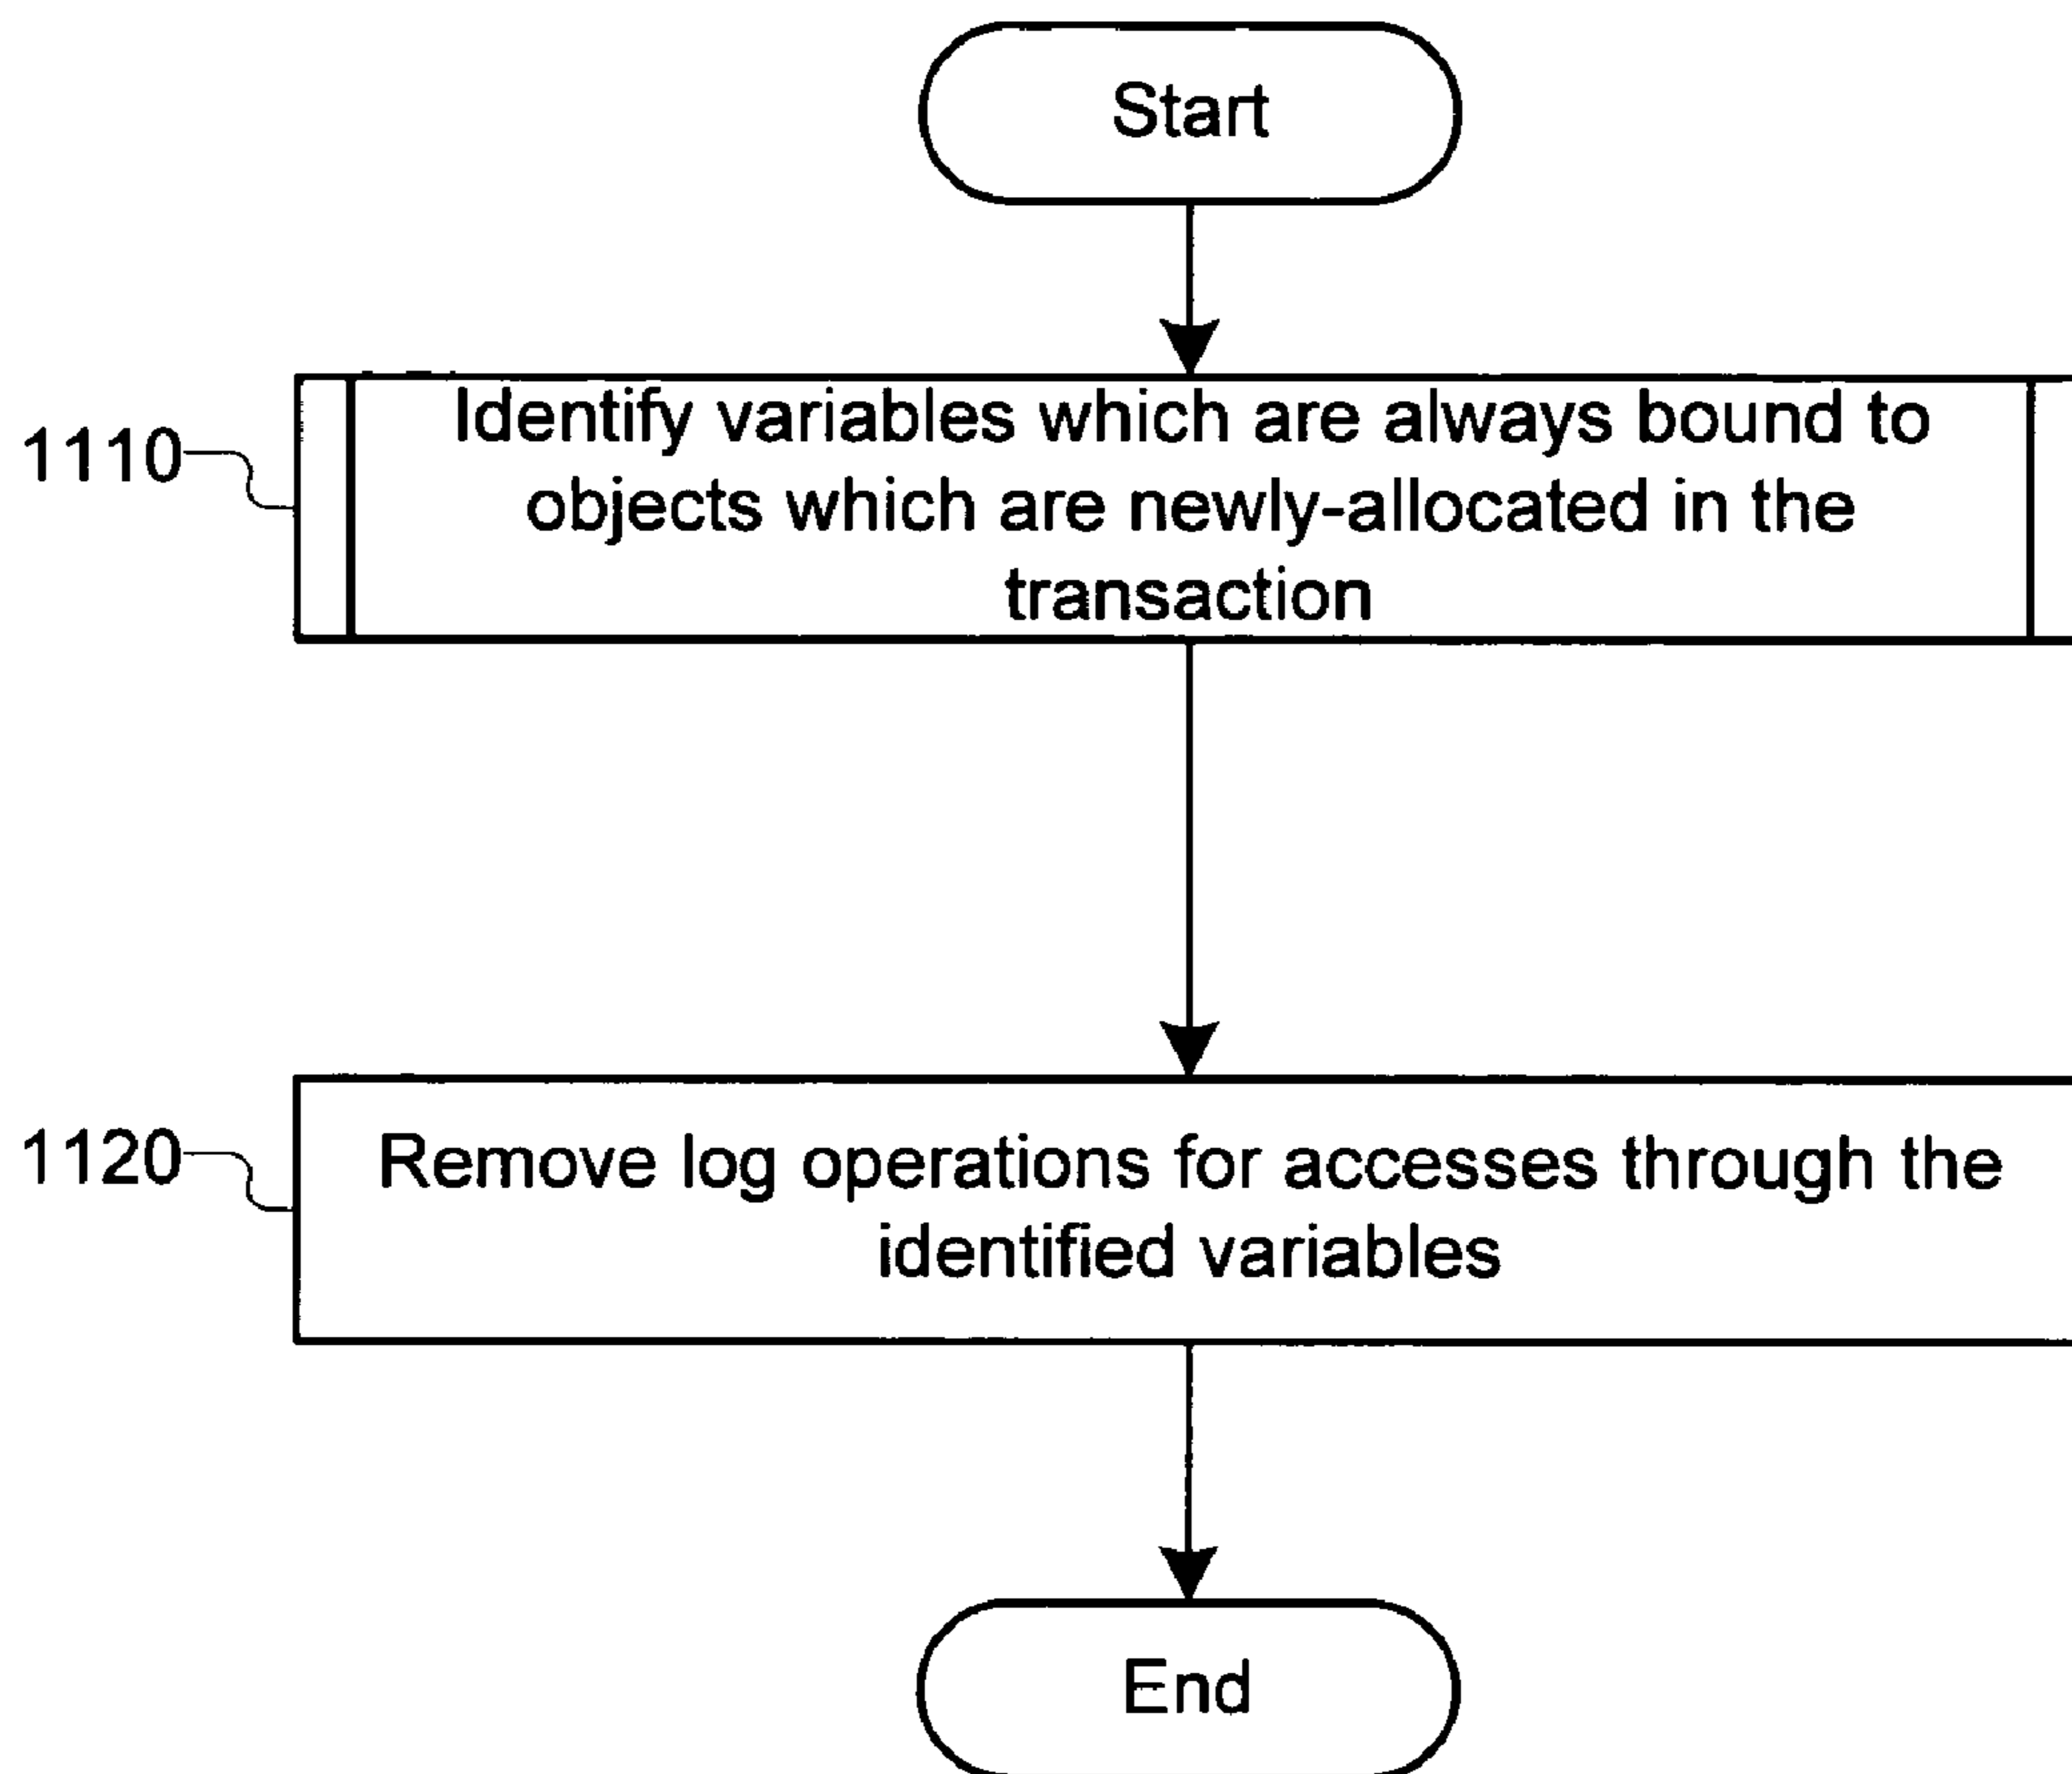 Start
1110
Identify variables which are always bound to
objects which are newly-allocated in the
transaction
1120
Remove log operations for accesses through the
identified variables
End